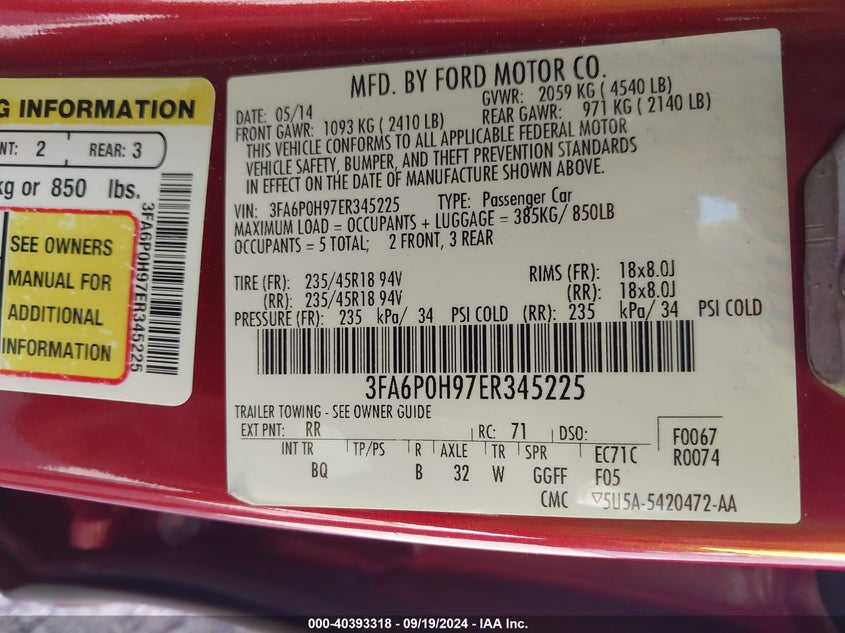 G INFORMATION
NT: 2 REAR: 3
kg or 850 lbs.
SEE OWNERS
MANUAL FOR
ADDITIONAL
INFORMATION
3FA6P0H97ER345225
MFD. BY FORD MOTOR CO.
DATE: 05/14 GVWR: 2059 KG ( 4540 LB)
FRONT GAWR: 1093 KG ( 2410 LB) REAR GAWR: 971 KG ( 2140 LB)
THIS VEHICLE CONFORMS TO ALL APPLICABLE FEDERAL MOTOR
VEHICLE SAFETY, BUMPER, AND THEFT PREVENTION STANDARDS
IN EFFECT ON THE DATE OF MANUFACTURE SHOWN ABOVE.
VIN: 3FA6P0H97ER345225 TYPE: Passenger Car
MAXIMUM LOAD = OCCUPANTS + LUGGAGE = 385KG/ 850LB
OCCUPANTS = 5 TOTAL; 2 FRONT, 3 REAR
TIRE (FR): 235/45R18 94V RIMS (FR): 18x8.0J
(RR): 235/45R18 94V (RR): 18x8.0J
PRESSURE (FR): 235 kPa/ 34 PSI COLD (RR): 235 kPa/ 34 PSI COLD
3FA6P0H97ER345225
TRAILER TOWING - SEE OWNER GUIDE
EXT PNT: RR RC: 71 DSO: F0067
INT TR TP/PS R AXLE TR SPR EC71C R0074
BQ B 32 W GGFF F05
CMC ▽5U5A-5420472-AA
000-40393318 - 09/19/2024 - IAA Inc.